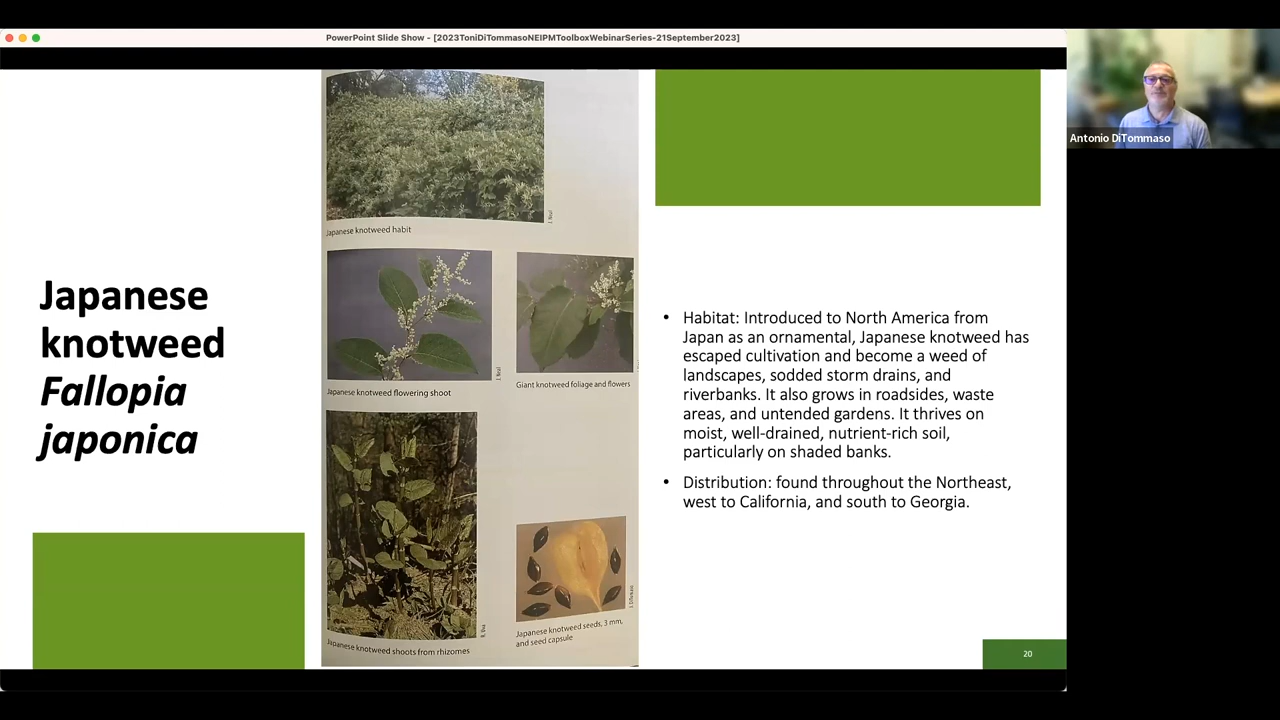 PowerPoint Slide Show - [2023ToniDiTommasoNEIPMToolboxWebinarSeries-21September2023]
Antonio DiTommaso
Japanese
knotweed
Fallopia
japonica
Japanese knotweed habit
Japanese knotweed flowering shoot
Giant knotweed foliage and flowers
Japanese knotweed shoots from rhizomes
Japanese knotweed seeds, 3 mm,
and seed capsule
• Habitat: Introduced to North America from
Japan as an ornamental, Japanese knotweed has
escaped cultivation and become a weed of
landscapes, sodded storm drains, and
riverbanks. It also grows in roadsides, waste
areas, and untended gardens. It thrives on
moist, well-drained, nutrient-rich soil,
particularly on shaded banks.
• Distribution: found throughout the Northeast,
west to California, and south to Georgia.
20